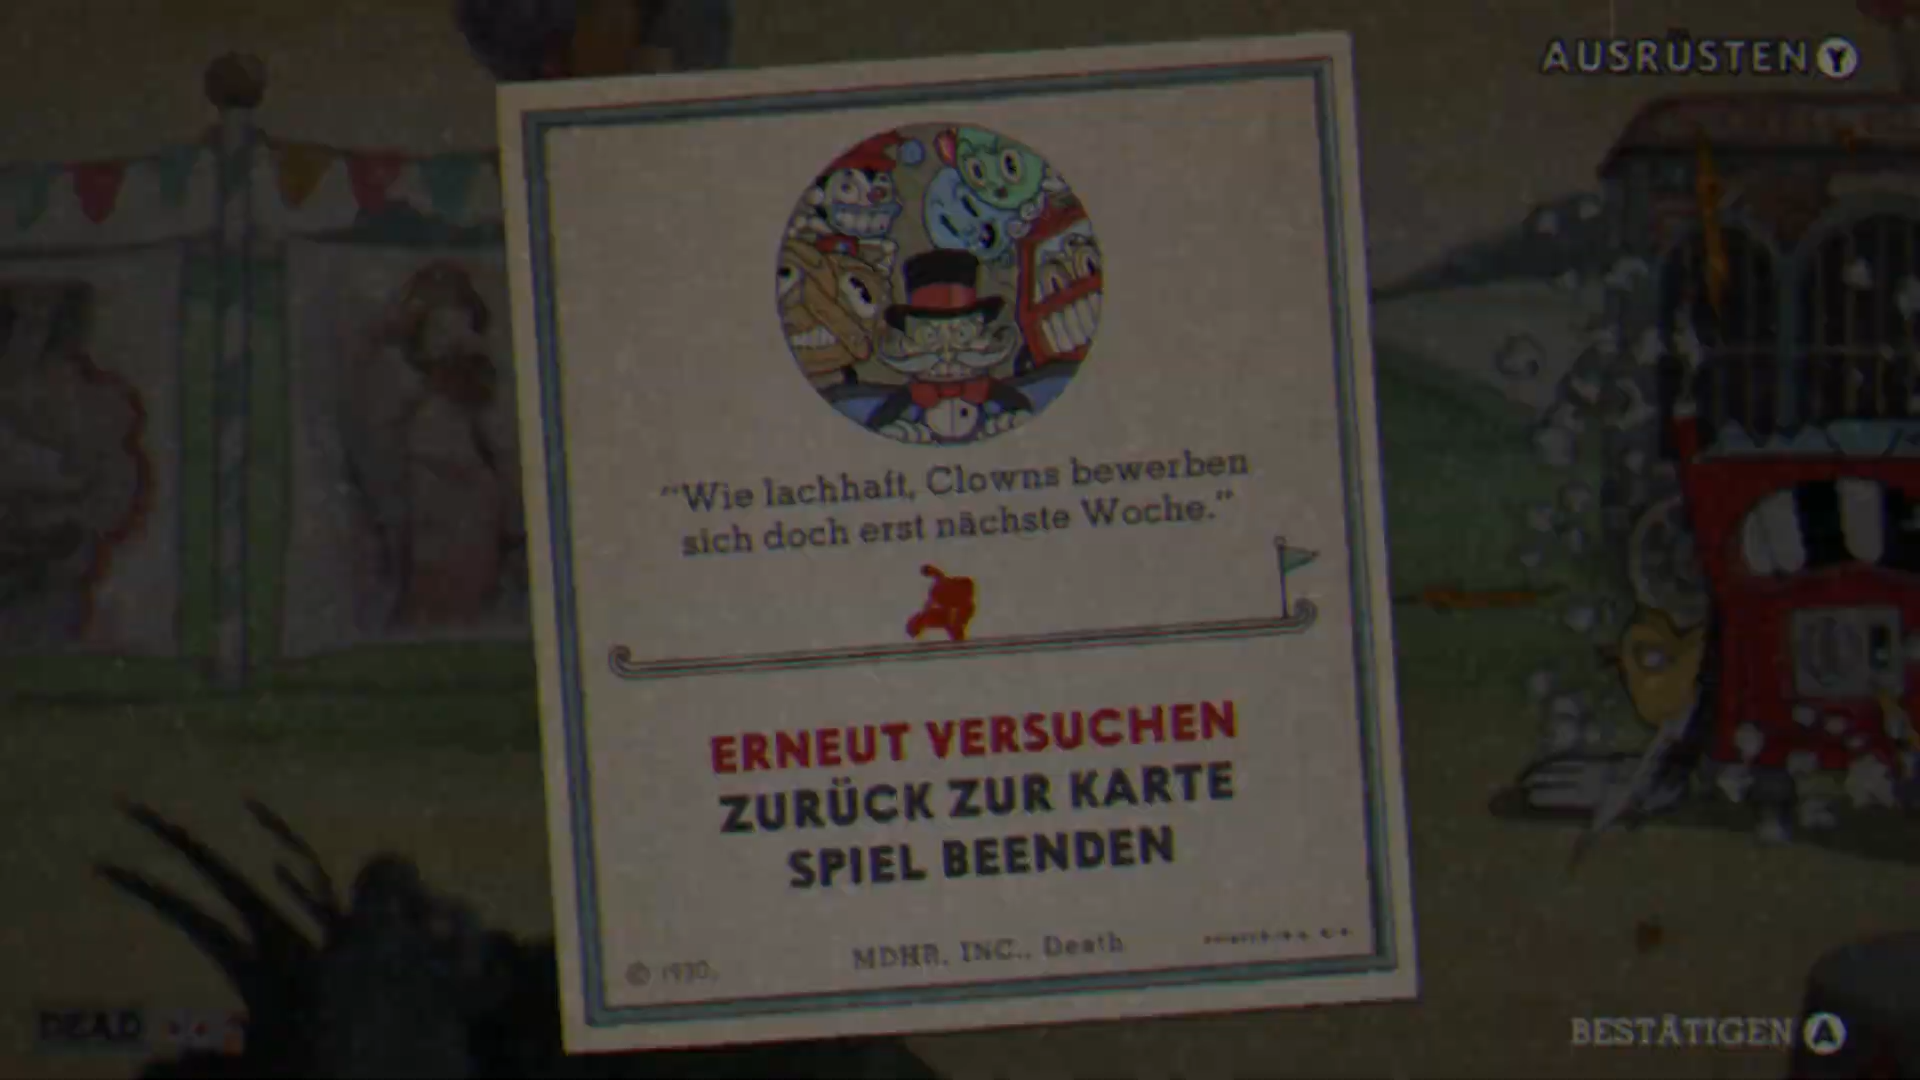 AUSRÜSTEN Y
“Wie lachhaft, Clowns bewerben
sich doch erst nächste Woche.”
ERNEUT VERSUCHEN
ZURÜCK ZUR KARTE
SPIEL BEENDEN
© 1930,
MDHR, INC., Death
DEAD
BESTÄTIGEN A